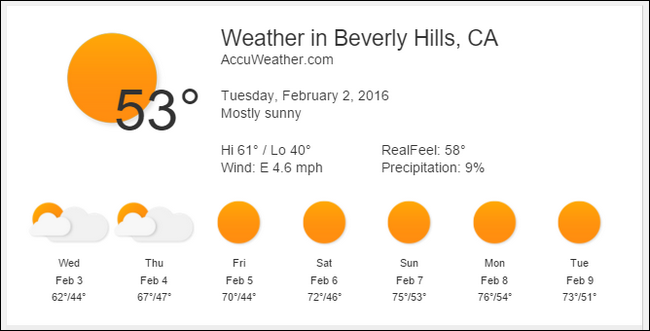 53°
Weather in Beverly Hills, CA
AccuWeather.com
Tuesday, February 2, 2016
Mostly sunny
Hi 61° / Lo 40° RealFeel: 58°
Wind: E 4.6 mph Precipitation: 9%
Wed Thu Fri Sat Sun Mon Tue
Feb 3 Feb 4 Feb 5 Feb 6 Feb 7 Feb 8 Feb 9
62°/44° 67°/47° 70°/44° 72°/46° 75°/53° 76°/54° 73°/51°